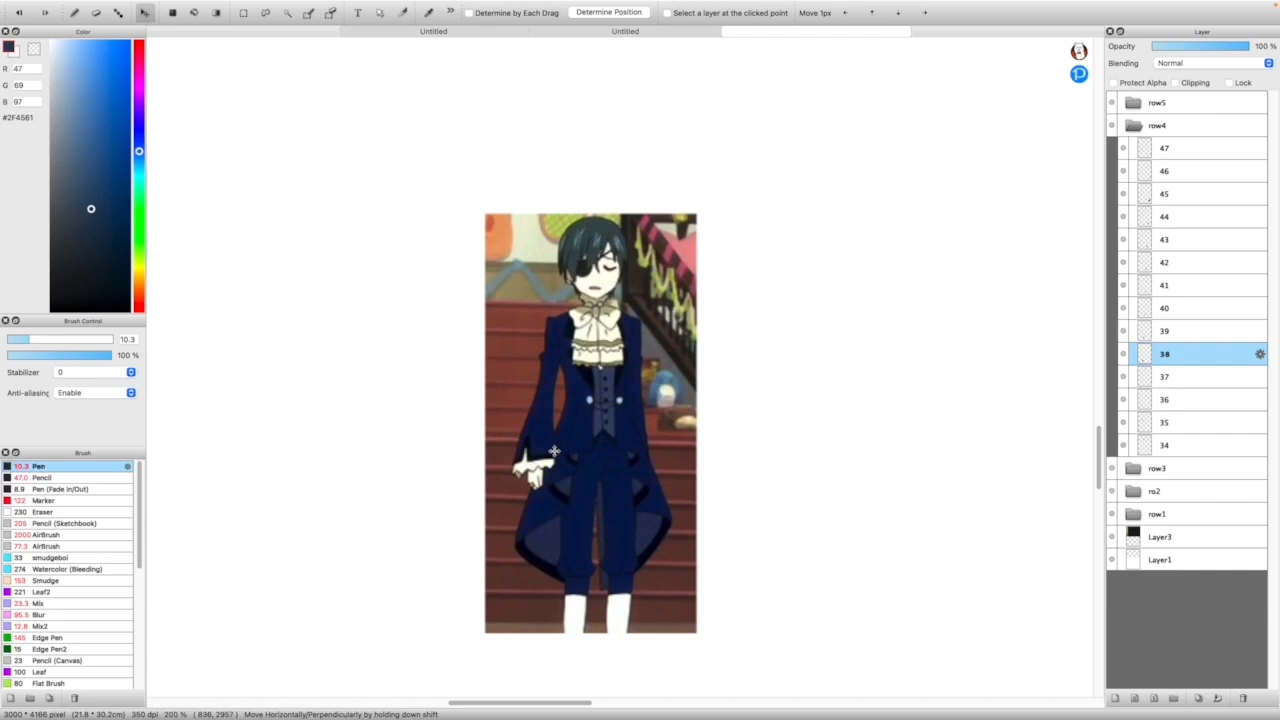 Determine by Each Drag Determine Position Select a layer at the clicked point Move 1px
Color Untitled Untitled Layer
Opacity 100 %
Blending Normal
R 47
G 69
B 97
#2F4561
Protect Alpha Clipping Lock
row5
row4
47
46
45
44
43
42
41
40
39
38
37
36
35
34
row3
ro2
row1
Layer3
Layer1
Brush Control
10.3
100 %
Stabilizer 0
Anti-aliasing Enable
Brush
10.3 Pen
47.0 Pencil
8.9 Pen (Fade In/Out)
122 Marker
230 Eraser
205 Pencil (Sketchbook)
2000 AirBrush
77.3 AirBrush
33 smudgeboi
274 Watercolor (Bleeding)
153 Smudge
221 Leaf2
23.3 Mix
95.5 Blur
12.8 Mix2
145 Edge Pen
16 Edge Pen2
23 Pencil (Canvas)
100 Leaf
80 Flat Brush
3000 * 4166 pixel (21.8 * 30.2cm) 350 dpi 200 % ( 836, 2957 ) Move Horizontally/Perpendicularly by holding down shift